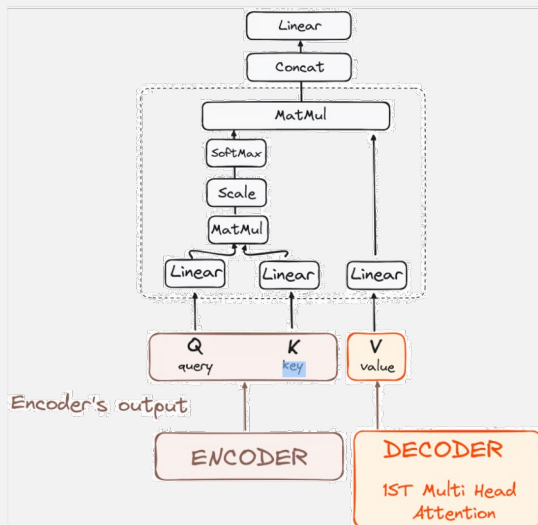 Linear
Concat
MatMul
SoftMax
Scale
MatMul
Linear
Linear
Linear
Q
K
V
query
key
value
Encoder's output
ENCODER
DECODER
1ST Multi Head
Attention